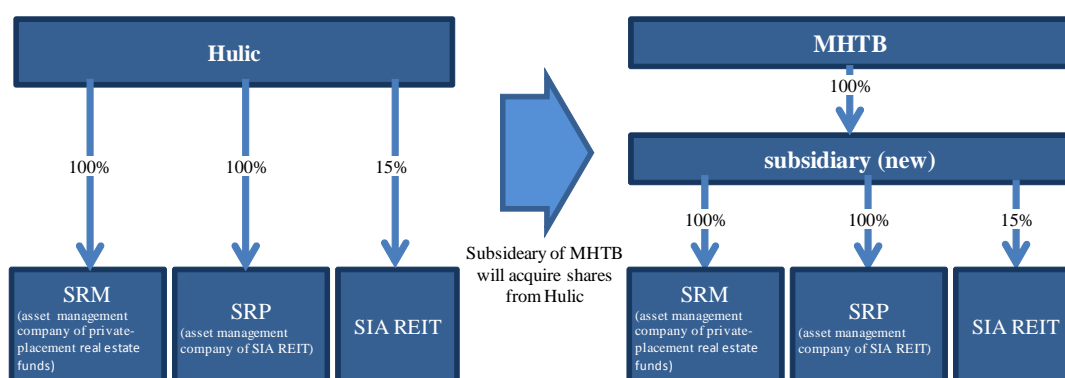 Hulic
100%
100%
15%
SRM
(asset management
company of private-
placement real estate
funds)
SRP
(asset management
company of SIA REIT)
SIA REIT
Subsideary of MHTB
will acquire shares
from Hulic
MHTB
100%
subsidiary (new)
100%
100%
15%
SRM
(asset management
company of private-
placement real estate
funds)
SRP
(asset management
company of SIA REIT)
SIA REIT